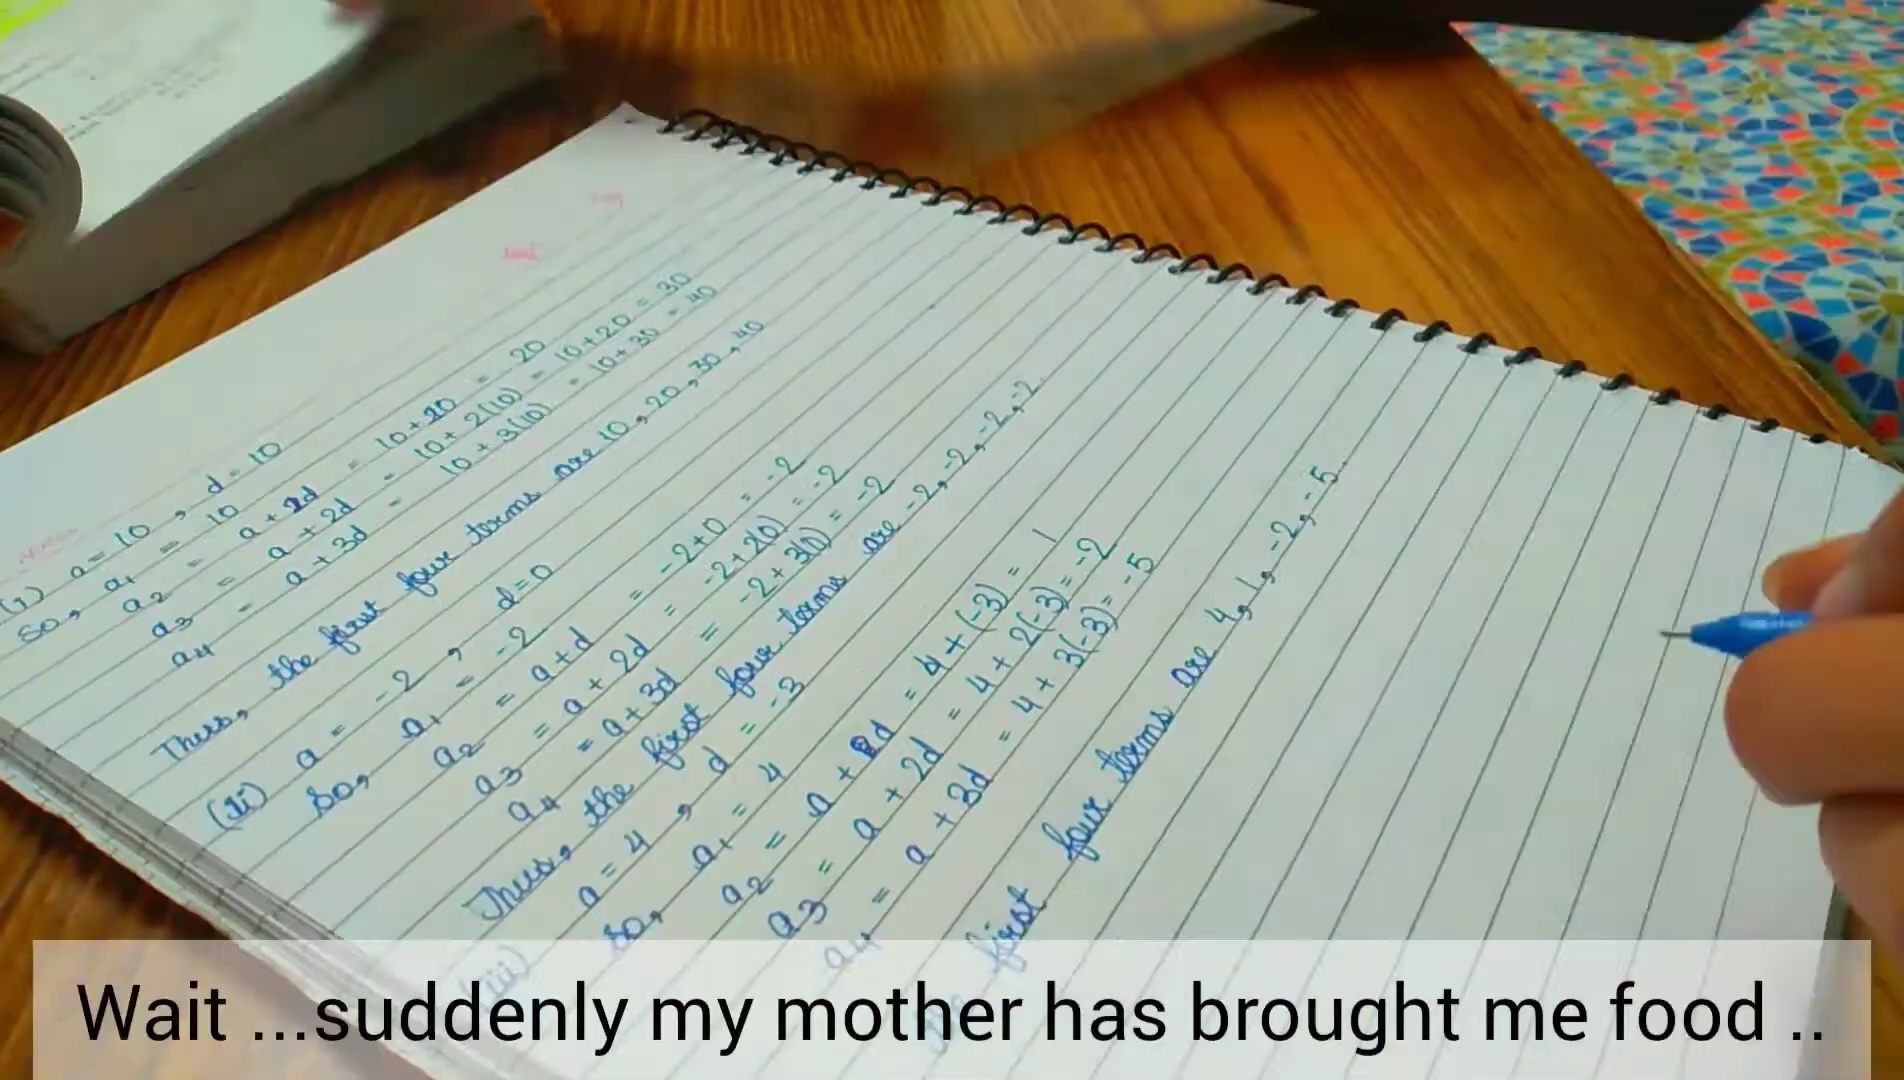 (i) a = 10 , d = 10
So, a1 = 10
a2 = a + 1d = 10 + 10 = 20
a3 = a + 2d = 10 + 2(10) = 10 + 20 = 30
a4 = a + 3d = 10 + 3(10) = 10 + 30 = 40
Thus, the first four terms are 10, 20, 30, 40
(ii) a = -2 , d = 0
So, a1 = -2
a2 = a + d = -2 + 0 = -2
a3 = a + 2d = -2 + 2(0) = -2
a4 = a + 3d = -2 + 3(0) = -2
Thus, the first four terms are -2, -2, -2, -2
(iii) a = 4 , d = -3
So, a1 = 4
a2 = a + d = 4 + (-3) = 1
a3 = a + 2d = 4 + 2(-3) = -2
a4 = a + 3d = 4 + 3(-3) = -5
first four terms are 4, 1, -2, -5
Wait ...suddenly my mother has brought me food ..